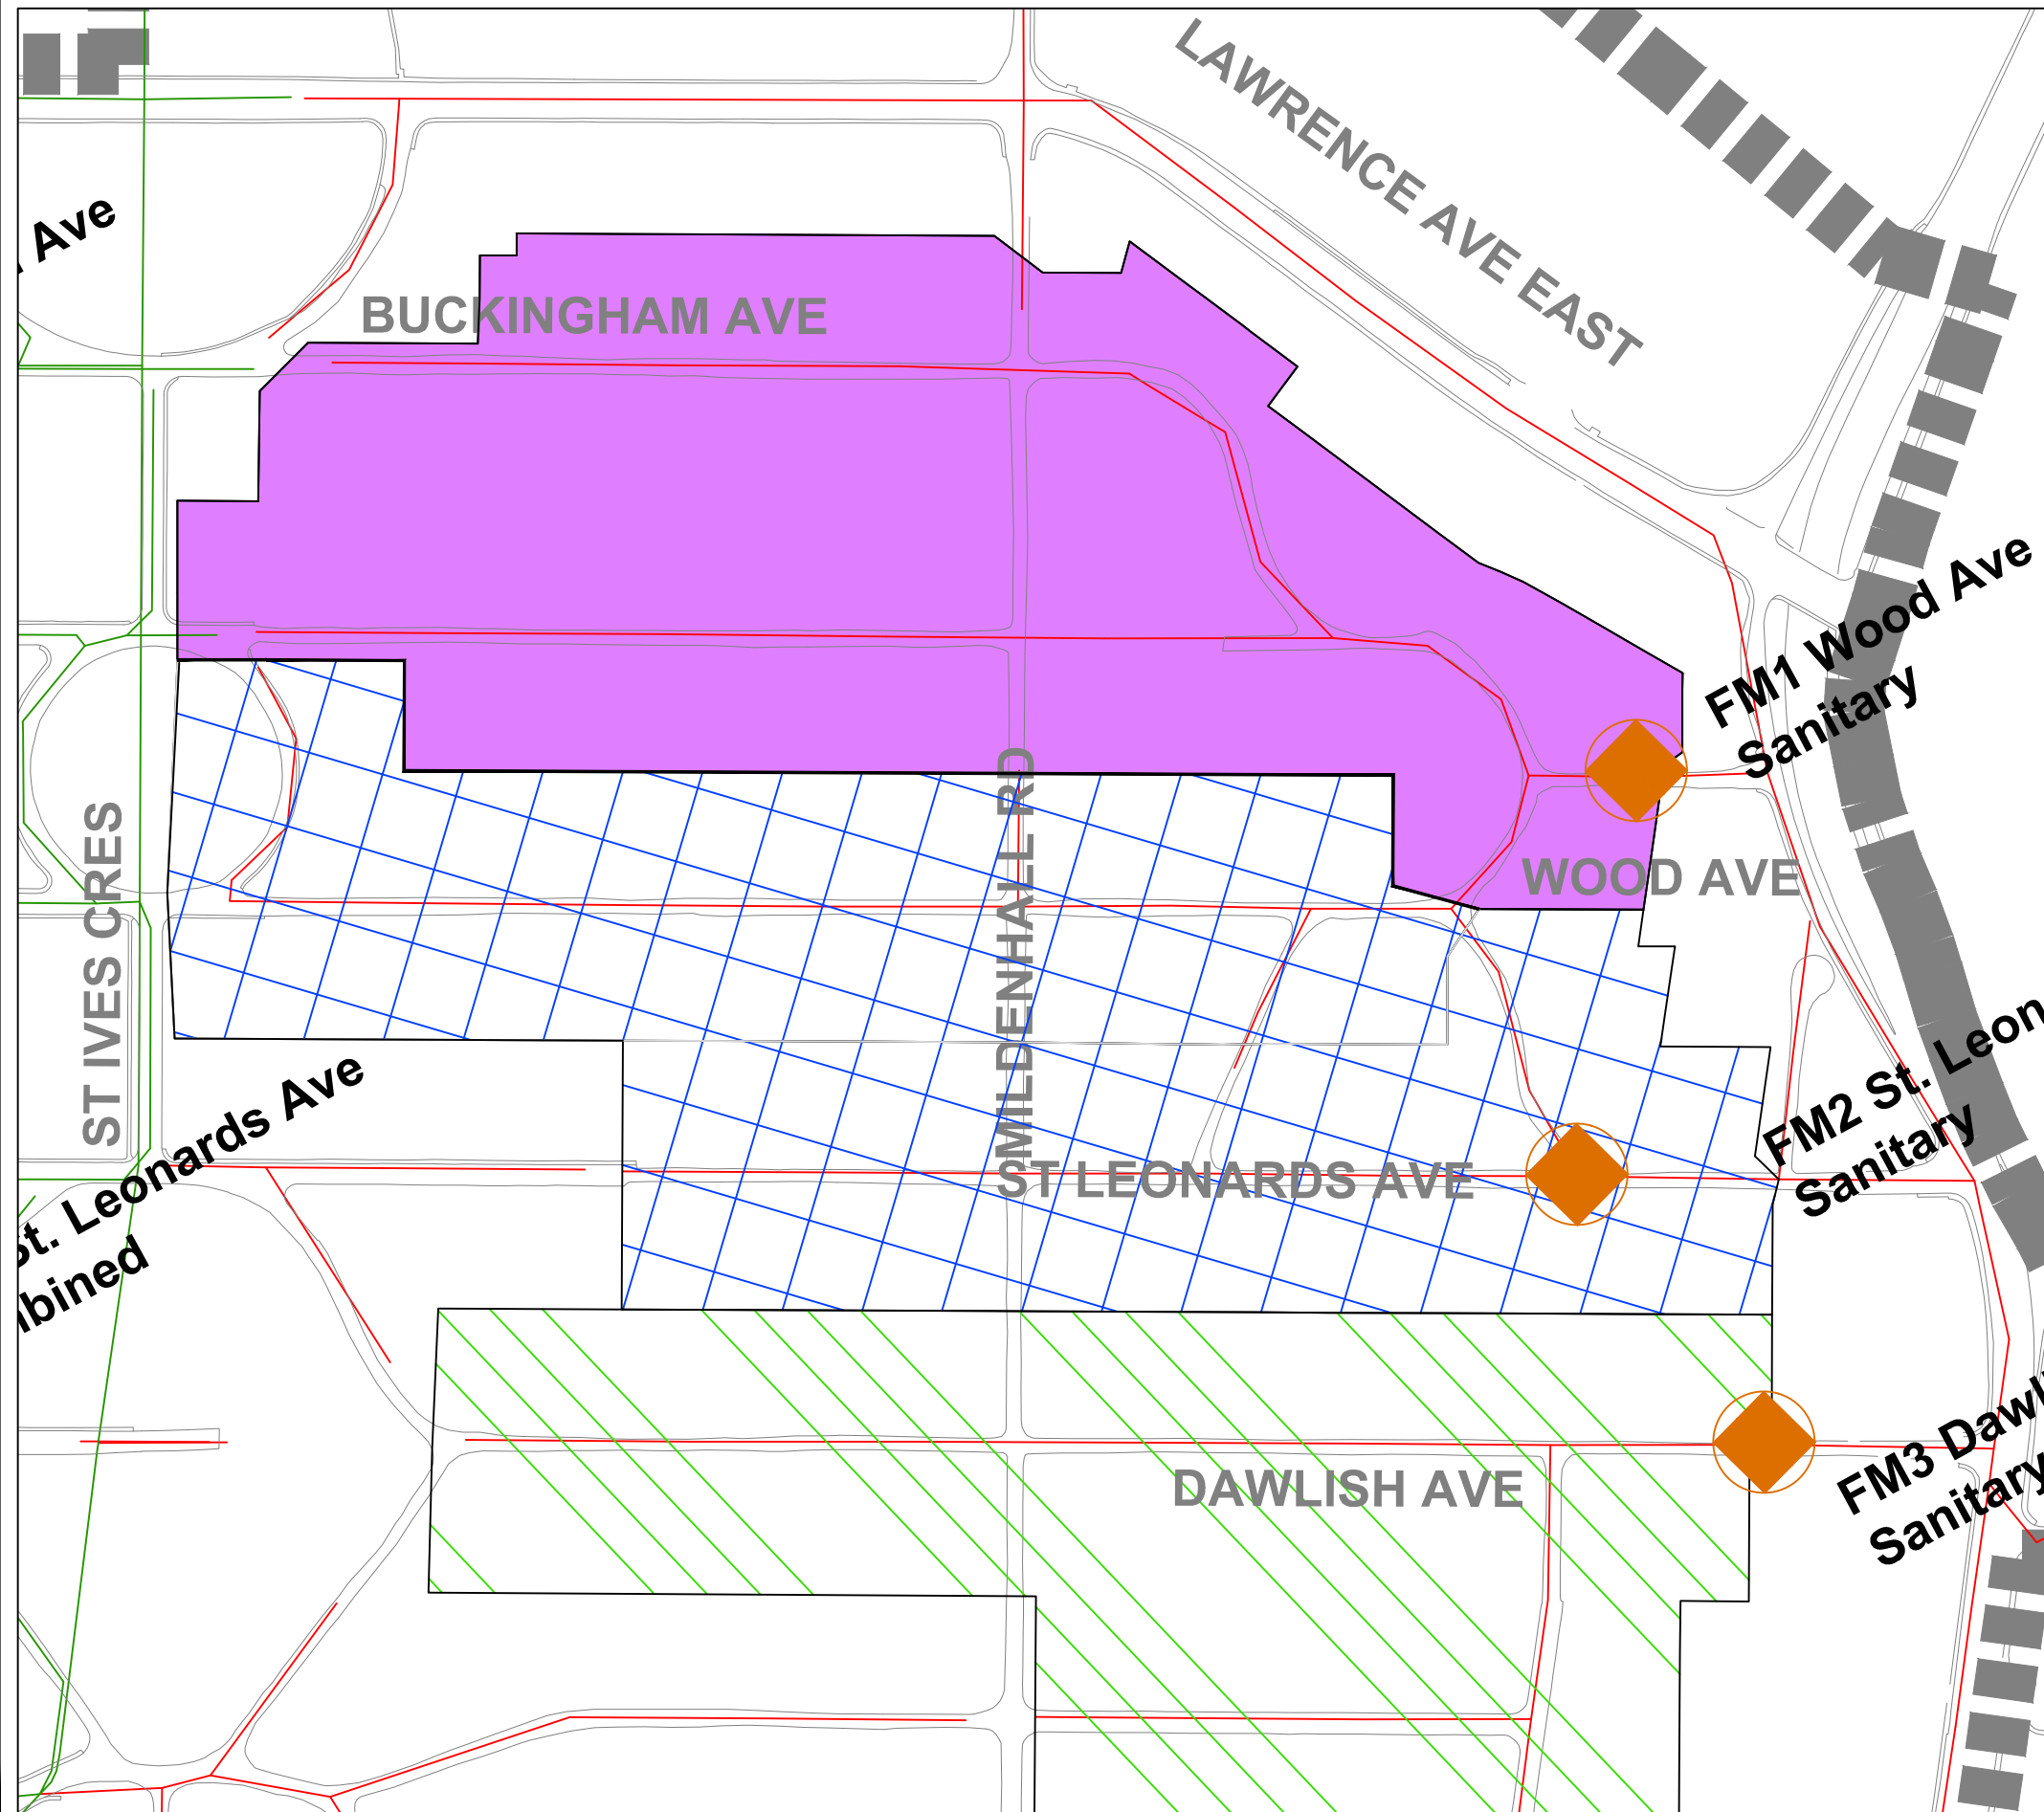 LAWRENCE AVE EAST
Ave
BUCKINGHAM AVE
FM1 Wood Ave
Sanitary
WOOD AVE
MILDENHALL RD
ST IVES CRES
FM2 St. Leon
Sanitary
St. Leonards Ave
bined
ST LEONARDS AVE
FM3 Dawl
Sanitary
DAWLISH AVE